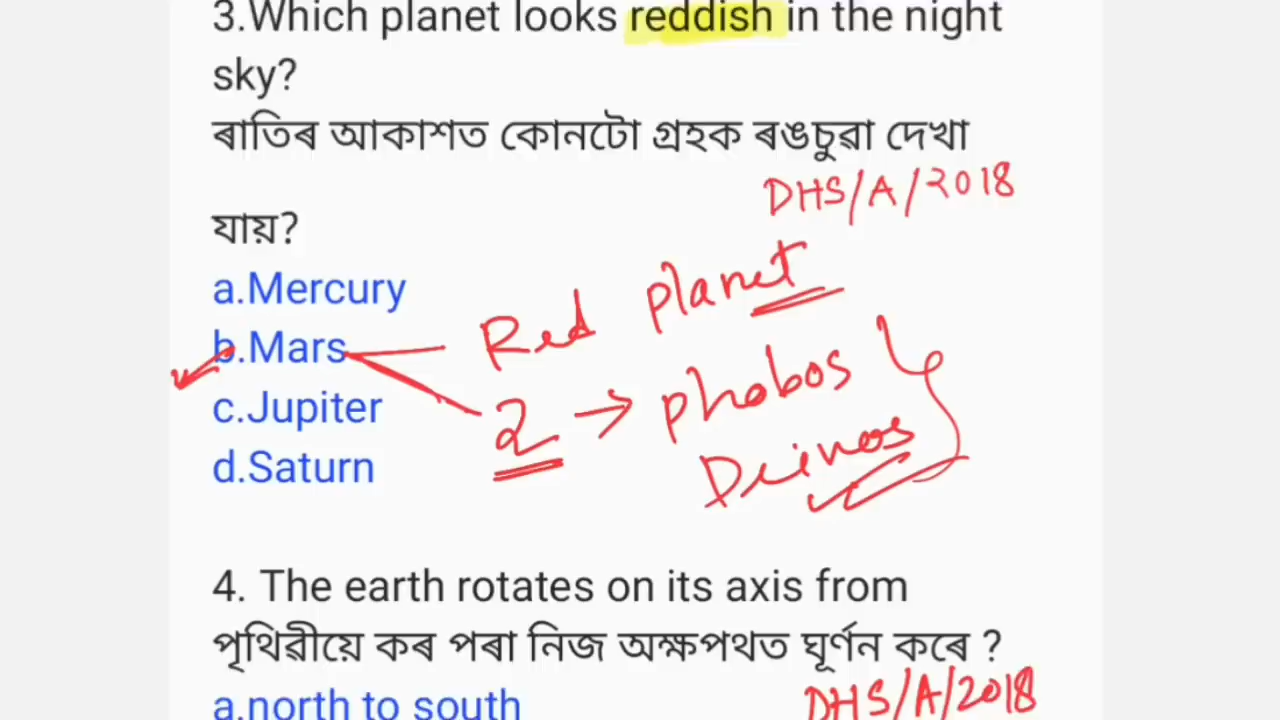 3.Which planet looks reddish in the night
sky?
ৰাতিৰ আকাশত কোনটো গ্ৰহক ৰঙচুৱা দেখা
DHS/A/2018
যায়?
a.Mercury
Red planet
b.Mars
2 → phobos
c.Jupiter
Deimos
d.Saturn
4. The earth rotates on its axis from
পৃথিৱীয়ে কৰ পৰা নিজ অক্ষপথত ঘূৰ্ণন কৰে ?
DHS/A/2018
a.north to south